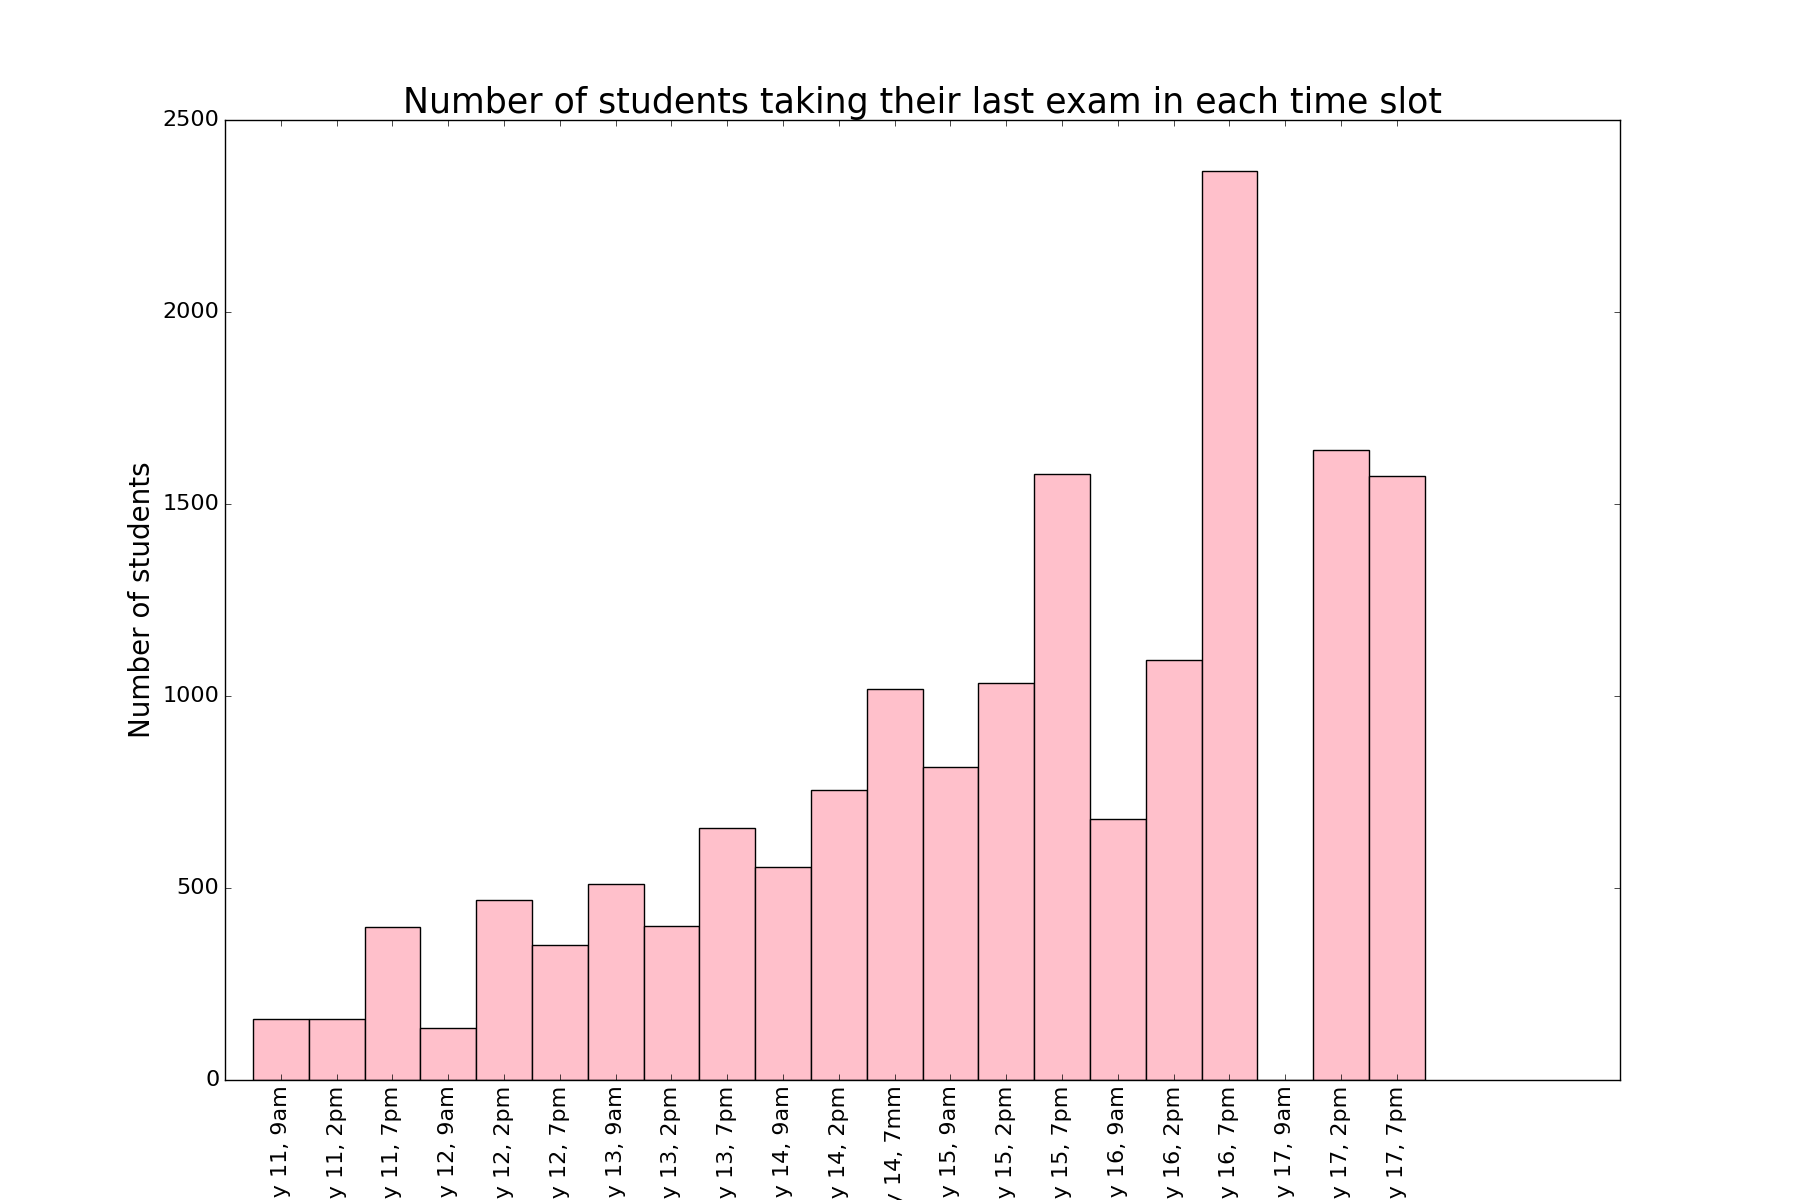 Number of students taking their last exam in each time slot
Number of students
2500
2000
1500
1000
500
0
y 11, 9am
y 11, 2pm
y 11, 7pm
y 12, 9am
y 12, 2pm
y 12, 7pm
y 13, 9am
y 13, 2pm
y 13, 7pm
y 14, 9am
y 14, 2pm
y 14, 7mm
y 15, 9am
y 15, 2pm
y 15, 7pm
y 16, 9am
y 16, 2pm
y 16, 7pm
y 17, 9am
y 17, 2pm
y 17, 7pm